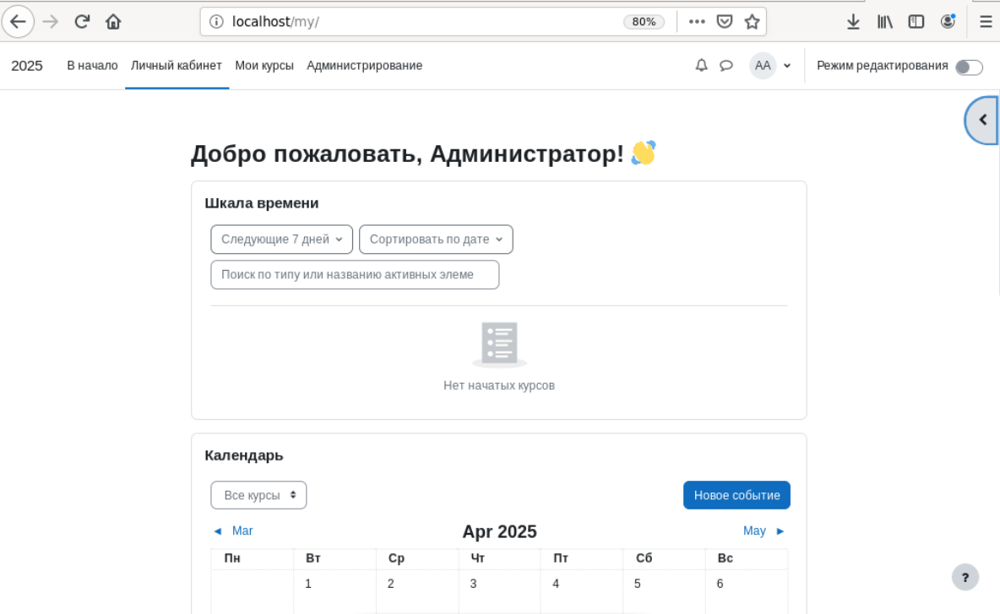 localhost/my/ 80%
2025 В начало Личный кабинет Мои курсы Администрирование AA Режим редактирования
Добро пожаловать, Администратор!
Шкала времени
Следующие 7 дней Сортировать по дате
Поиск по типу или названию активных элеме
Нет начатых курсов
Календарь
Все курсы Новое событие
◄ Mar Apr 2025 May ►
Пн Вт Ср Чт Пт Сб Вс
1 2 3 4 5 6
?